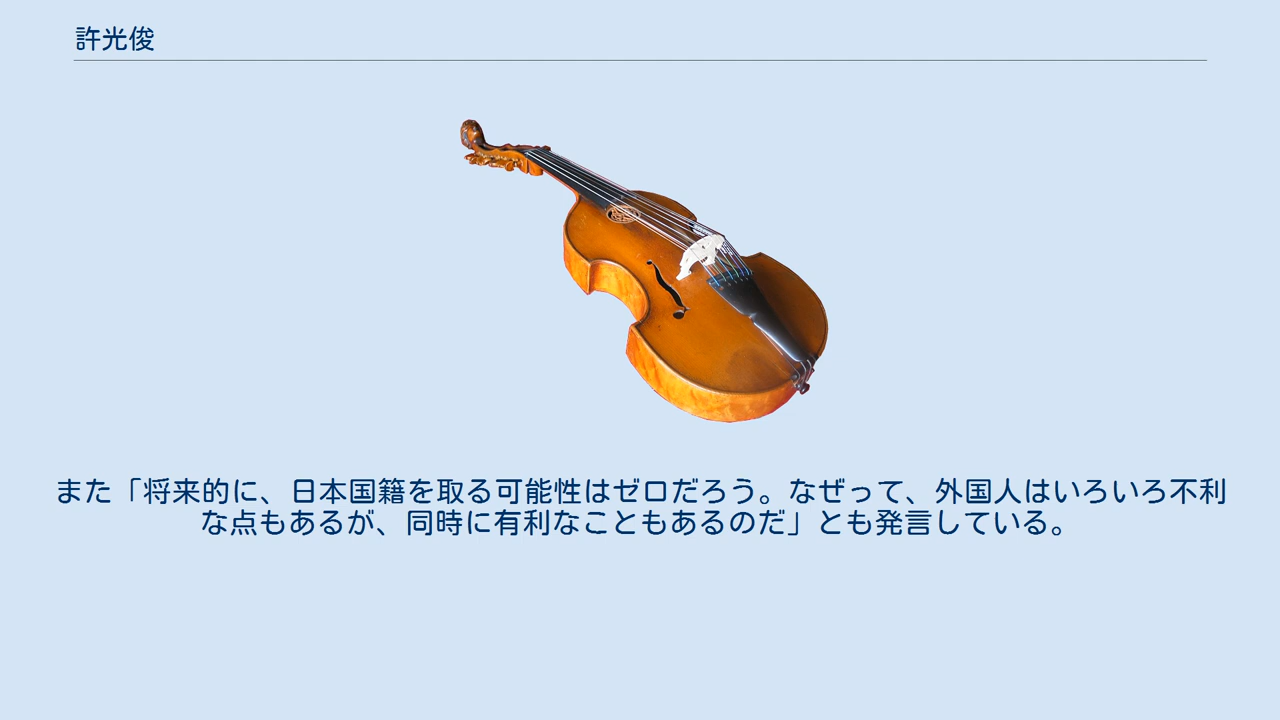 許光俊
また「将来的に、日本国籍を取る可能性はゼロだろう。なぜって、外国人はいろいろ不利
な点もあるが、同時に有利なこともあるのだ」とも発言している。